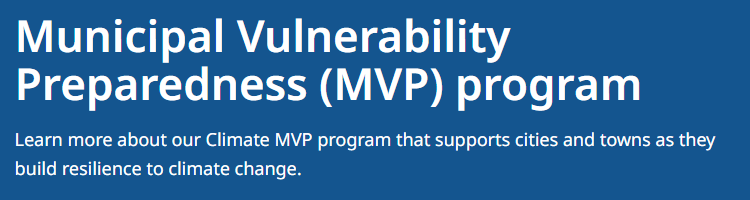 Municipal Vulnerability
Preparedness (MVP) program
Learn more about our Climate MVP program that supports cities and towns as they
build resilience to climate change.